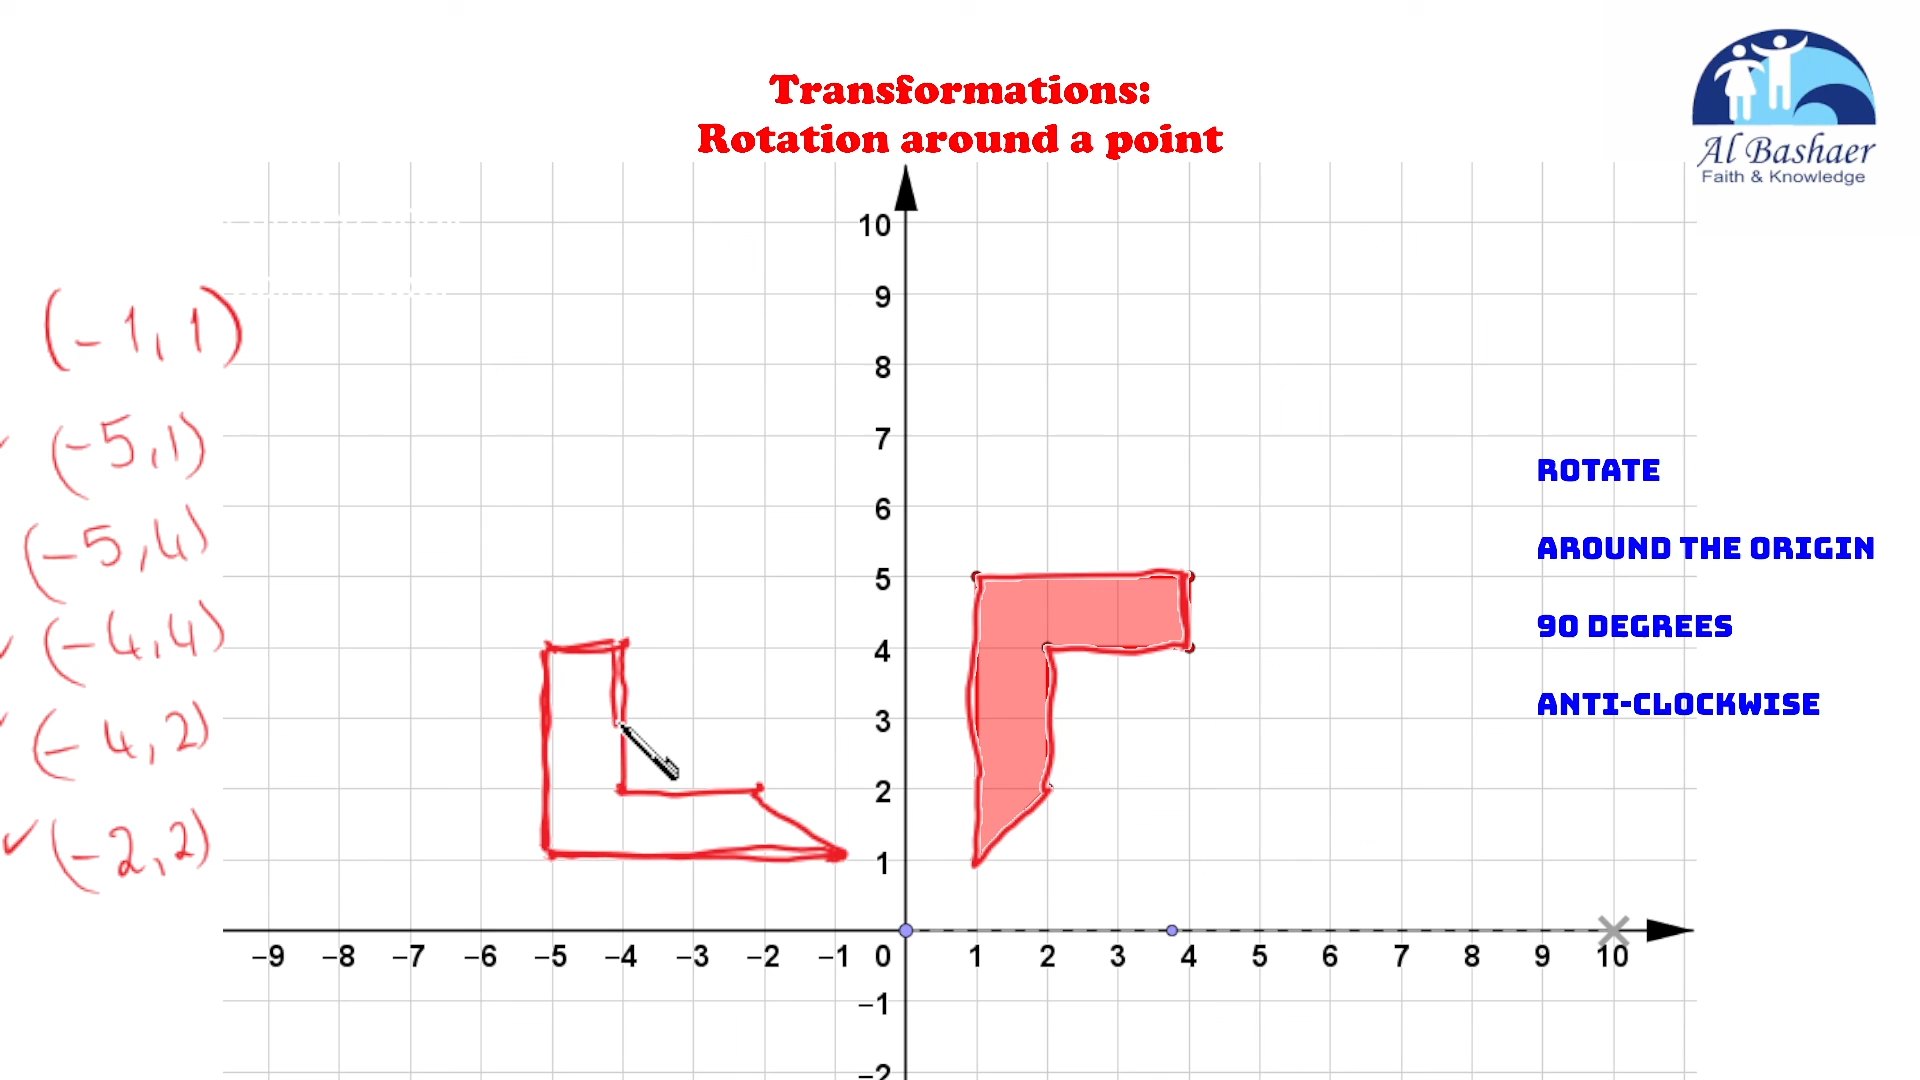 Transformations:
Rotation around a point
Al Bashaer
Faith & Knowledge
10
9
8
7
6
5
4
3
2
1
−9 −8 −7 −6 −5 −4 −3 −2 −1 0 1 2 3 4 5 6 7 8 9 10
−1
−2
(-1,1)
(-5,1)
(-5,4)
(-4,4)
(-4,2)
✓(-2,2)
ROTATE
AROUND THE ORIGIN
90 DEGREES
ANTI-CLOCKWISE